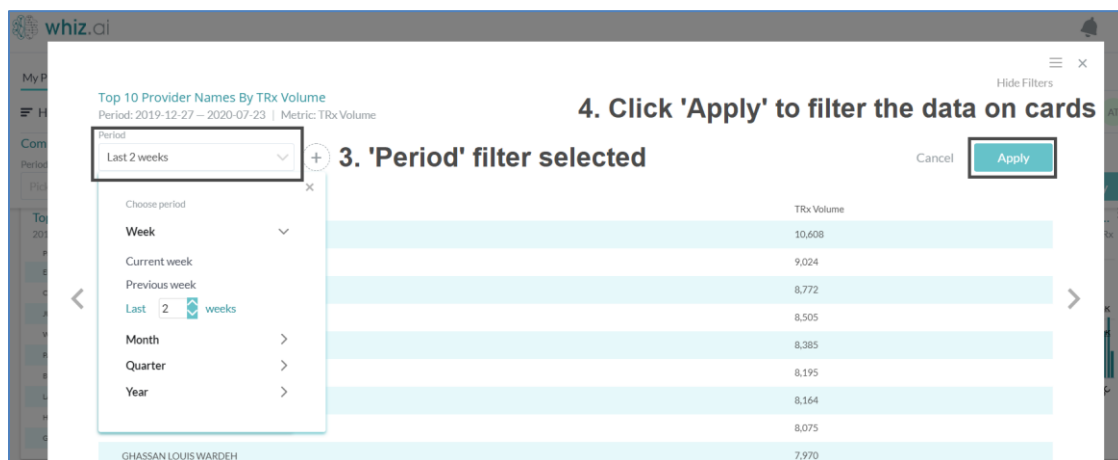 whiz.ai
My P
Hide Filters
Top 10 Provider Names By TRx Volume
4. Click 'Apply' to filter the data on cards
Period: 2019-12-27 — 2020-07-23 | Metric: TRx Volume
Period
Last 2 weeks
+ 3. 'Period' filter selected
Cancel
Apply
Choose period
TRx Volume
Week
10,608
Current week
9,024
Previous week
8,772
Last 2 weeks
8,505
Month
8,385
Quarter
8,195
Year
8,164
8,075
GHASSAN LOUIS WARDEH
7,970